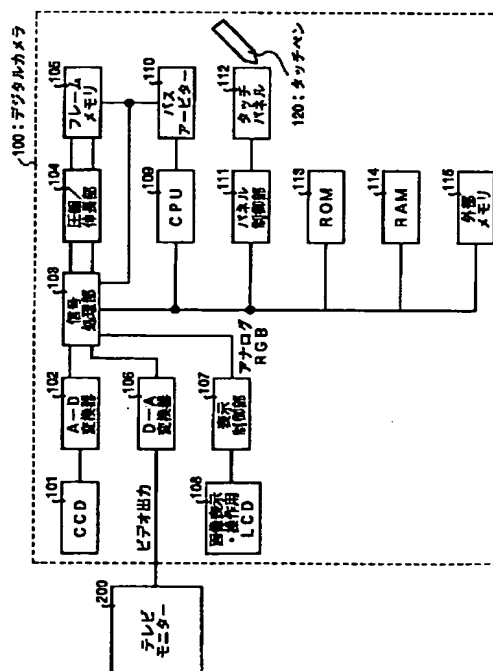 100:デジタルカメラ
101
CCD
102
A-D
変換器
103
信号
処理部
104
圧縮
伸長部
105
フレーム
メモリ
106
D-A
変換器
107
表示
制御部
アナログ
RGB
108
画像表示
・操作用
LCD
ビデオ出力
109
CPU
110
バス
アービター
111
パネル
制御部
112
タッチ
パネル
120:タッチペン
113
ROM
114
RAM
115
外部
メモリ
200
テレビ
モニター